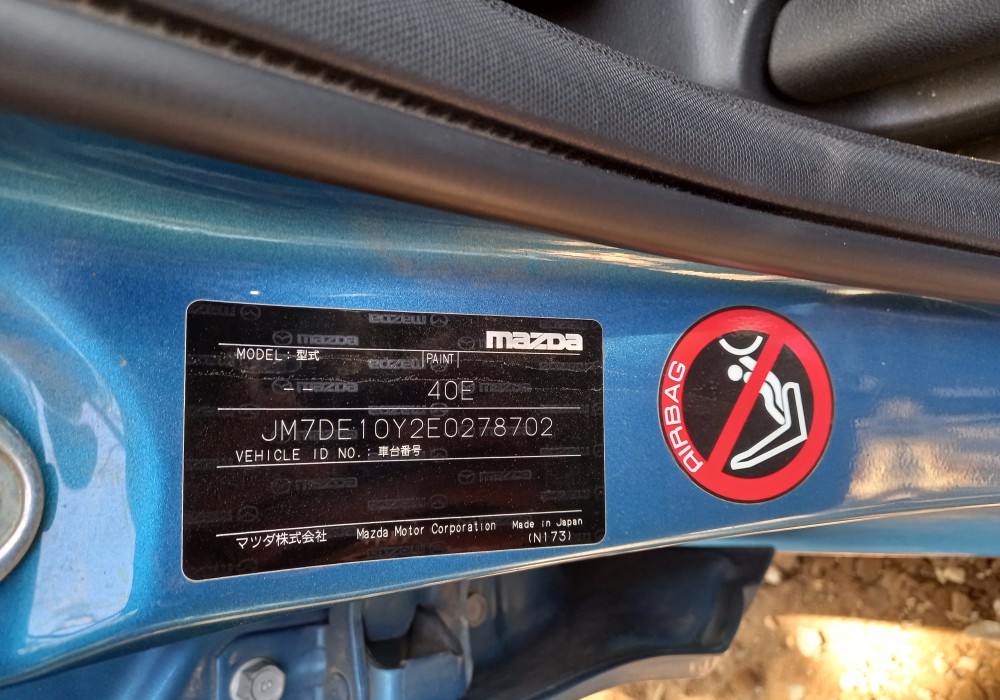 mazda
MODEL : 型式 PAINT
- 40E
JM7DE10Y2E0278702
VEHICLE ID NO. : 車台番号
マツダ株式会社 Mazda Motor Corporation Made in Japan
(N173)
AIRBAG